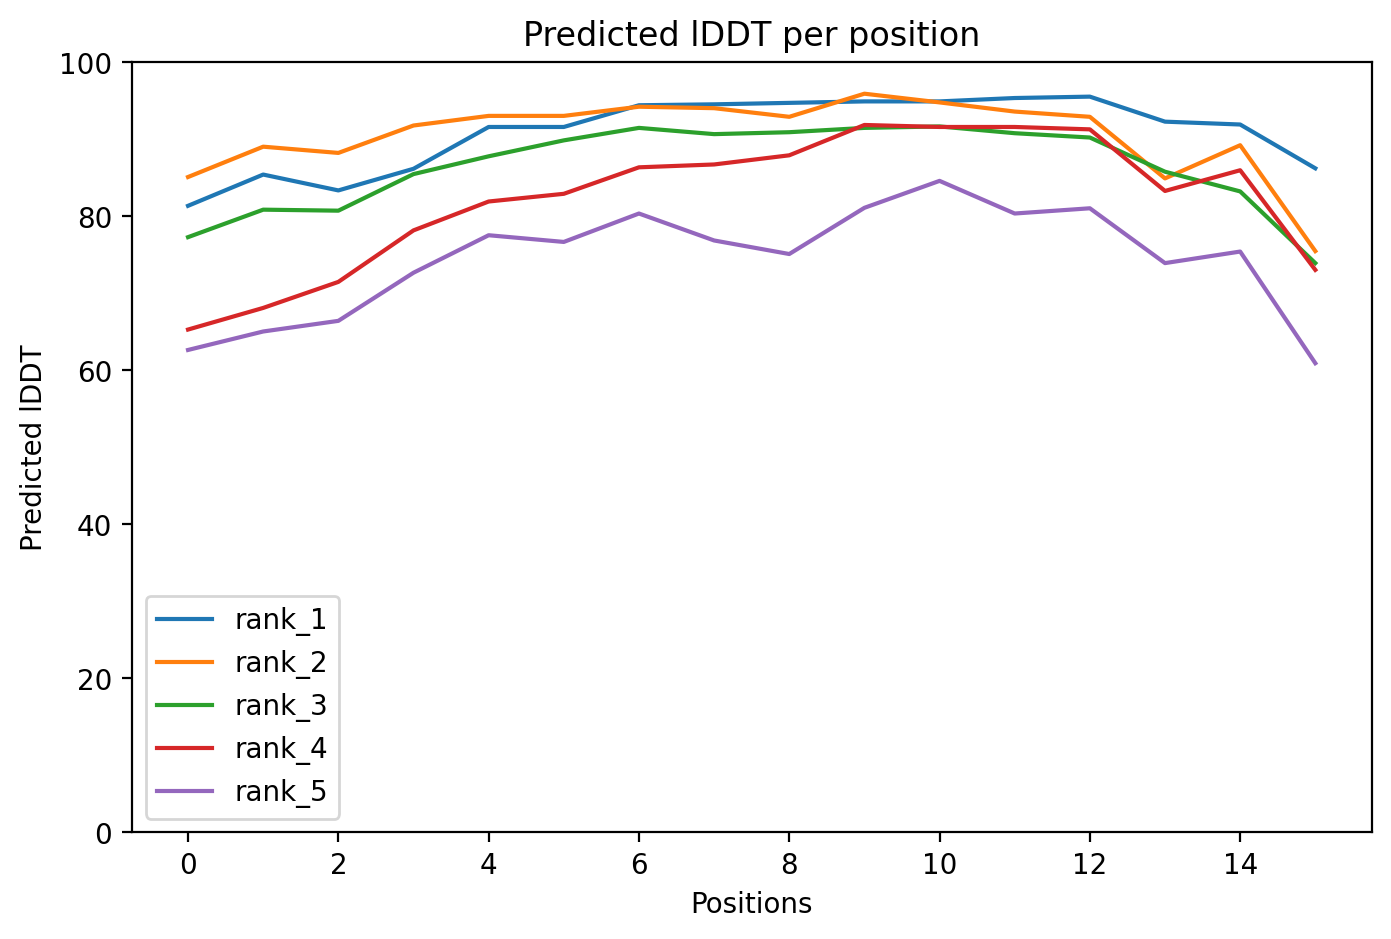 Predicted lDDT per position
100
80
60
40
20
0
Predicted lDDT
rank_1
rank_2
rank_3
rank_4
rank_5
0 2 4 6 8 10 12 14
Positions